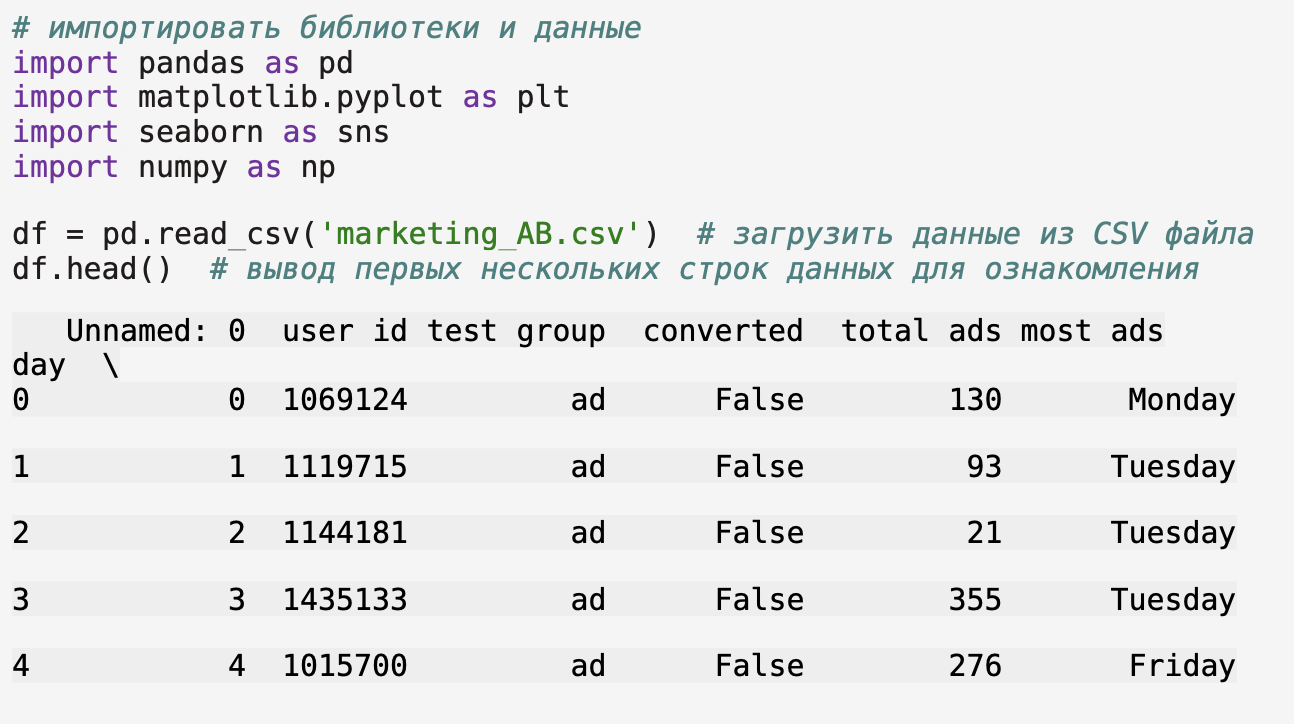 # импортировать библиотеки и данные
import pandas as pd
import matplotlib.pyplot as plt
import seaborn as sns
import numpy as np
df = pd.read_csv('marketing_AB.csv')  # загрузить данные из CSV файла
df.head()  # вывод первых нескольких строк данных для ознакомления
   Unnamed: 0  user id test group  converted  total ads most ads
day  \
0           0  1069124         ad      False        130       Monday
1           1  1119715         ad      False         93      Tuesday
2           2  1144181         ad      False         21      Tuesday
3           3  1435133         ad      False        355      Tuesday
4           4  1015700         ad      False        276       Friday